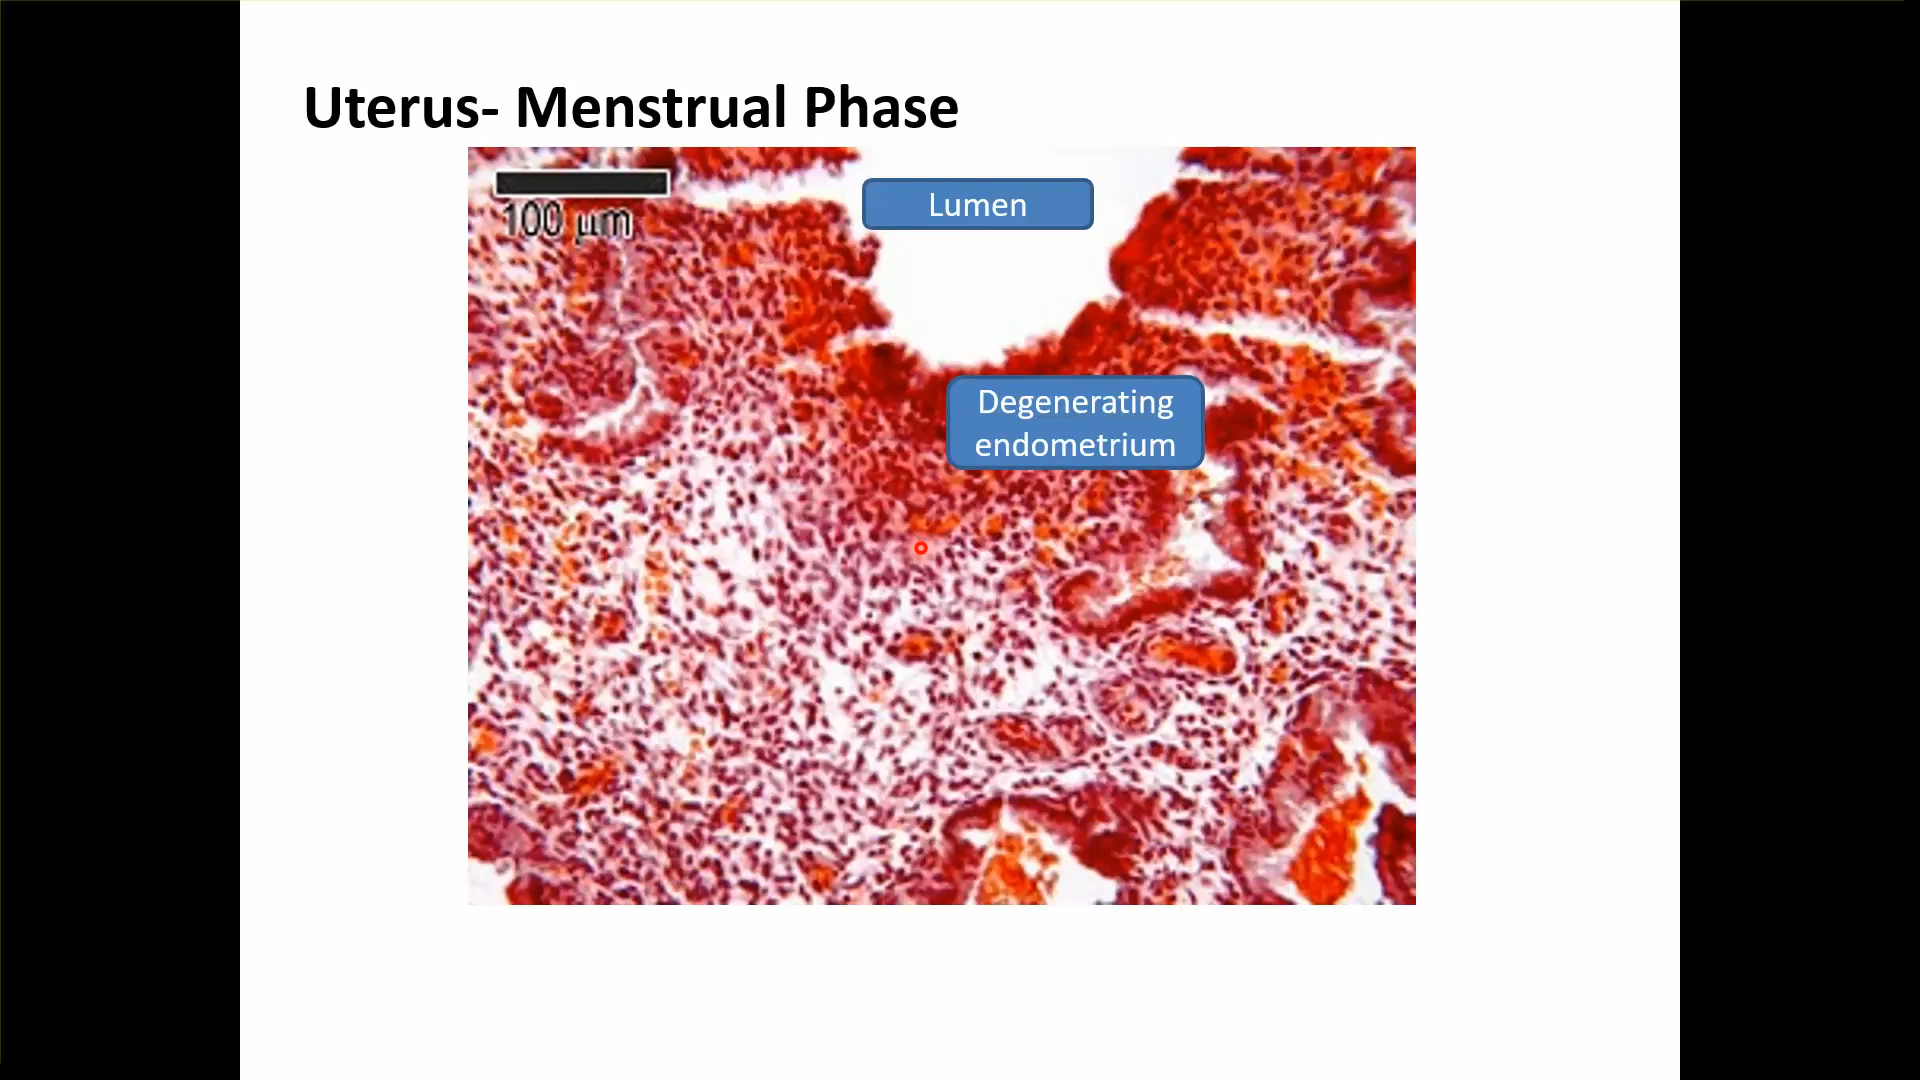 Uterus- Menstrual Phase
100 µm
Lumen
Degenerating
endometrium